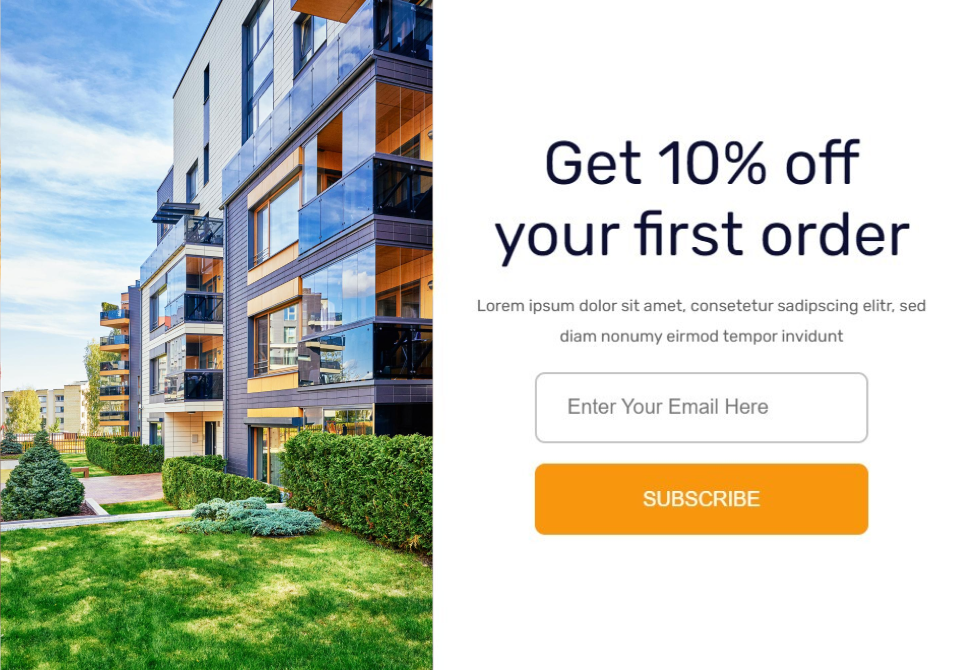 Get 10% off
your first order
Lorem ipsum dolor sit amet, consetetur sadipscing elitr, sed
diam nonumy eirmod tempor invidunt
Enter Your Email Here
SUBSCRIBE